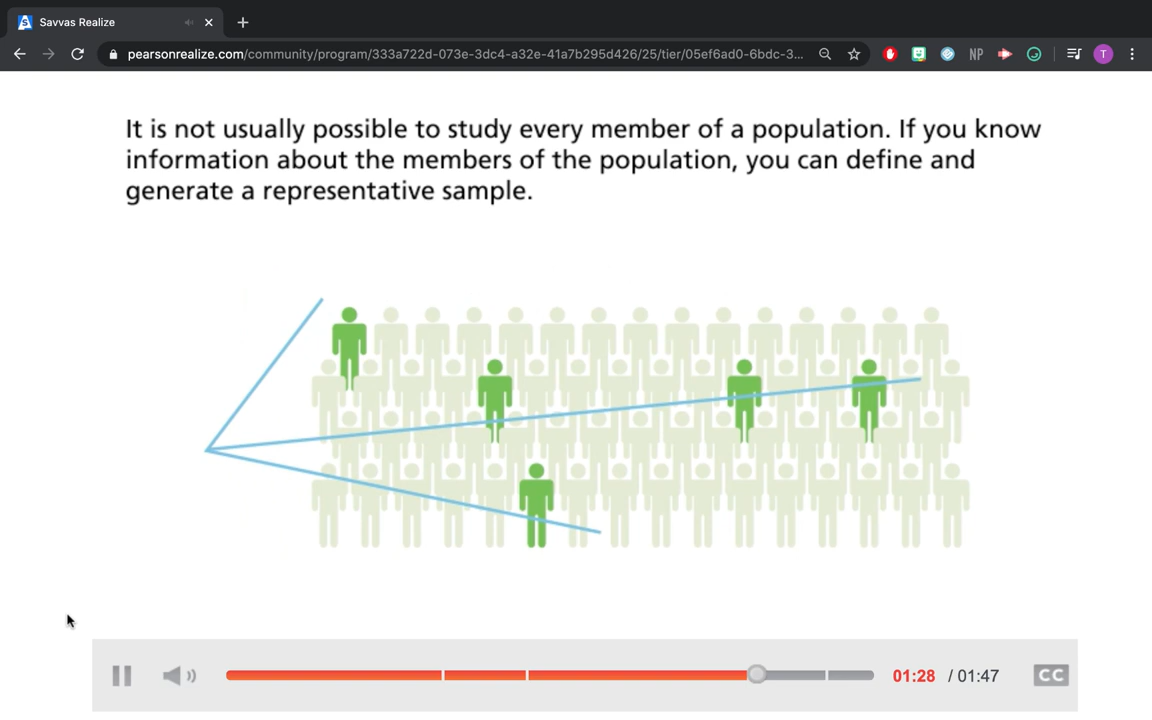 Savvas Realize
pearsonrealize.com/community/program/333a722d-073e-3dc4-a32e-41a7b295d426/25/tier/05ef6ad0-6bdc-3...
NP
T
It is not usually possible to study every member of a population. If you know
information about the members of the population, you can define and
generate a representative sample.
01:28 / 01:47
CC